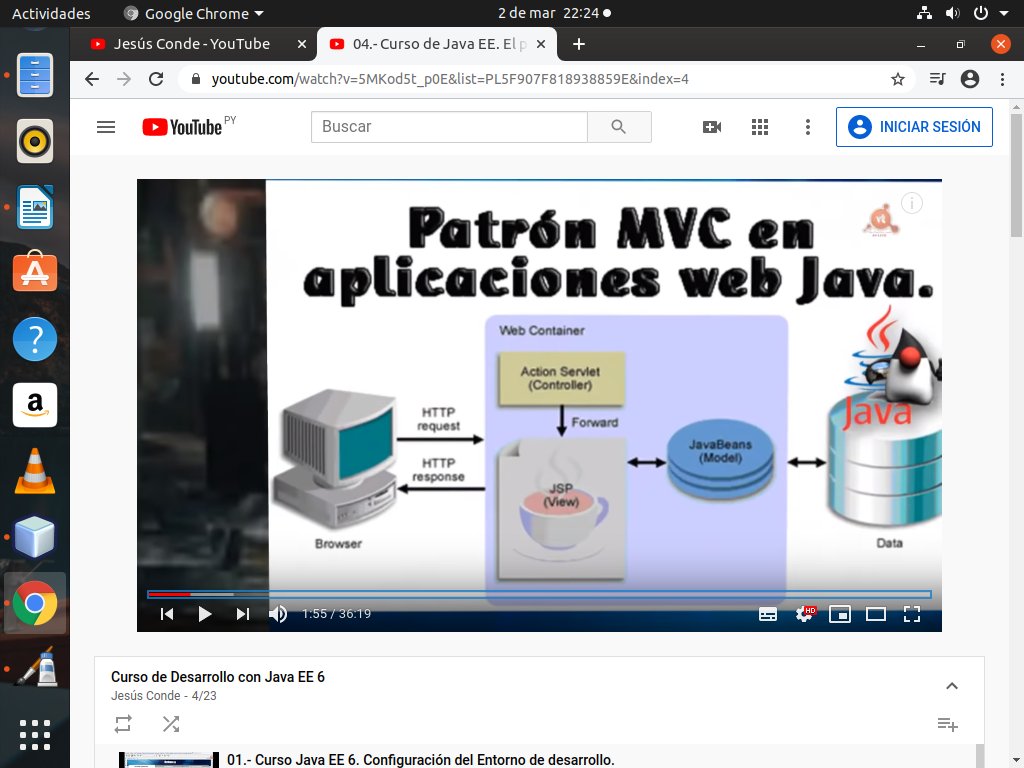 Actividades
Google Chrome
2 de mar 22:24
Jesús Conde - YouTube
04.- Curso de Java EE. El p
youtube.com/watch?v=5MKod5t_p0E&list=PL5F907F818938859E&index=4
YouTube PY
Buscar
INICIAR SESIÓN
Patrón MVC en
aplicaciones web Java.
Web Container
Action Servlet
(Controller)
HTTP
request
Forward
HTTP
response
JSP
(View)
JavaBeans
(Model)
Java
Browser
Data
1:55 / 36:19
HD
Curso de Desarrollo con Java EE 6
Jesús Conde - 4/23
01.- Curso Java EE 6. Configuración del Entorno de desarrollo.